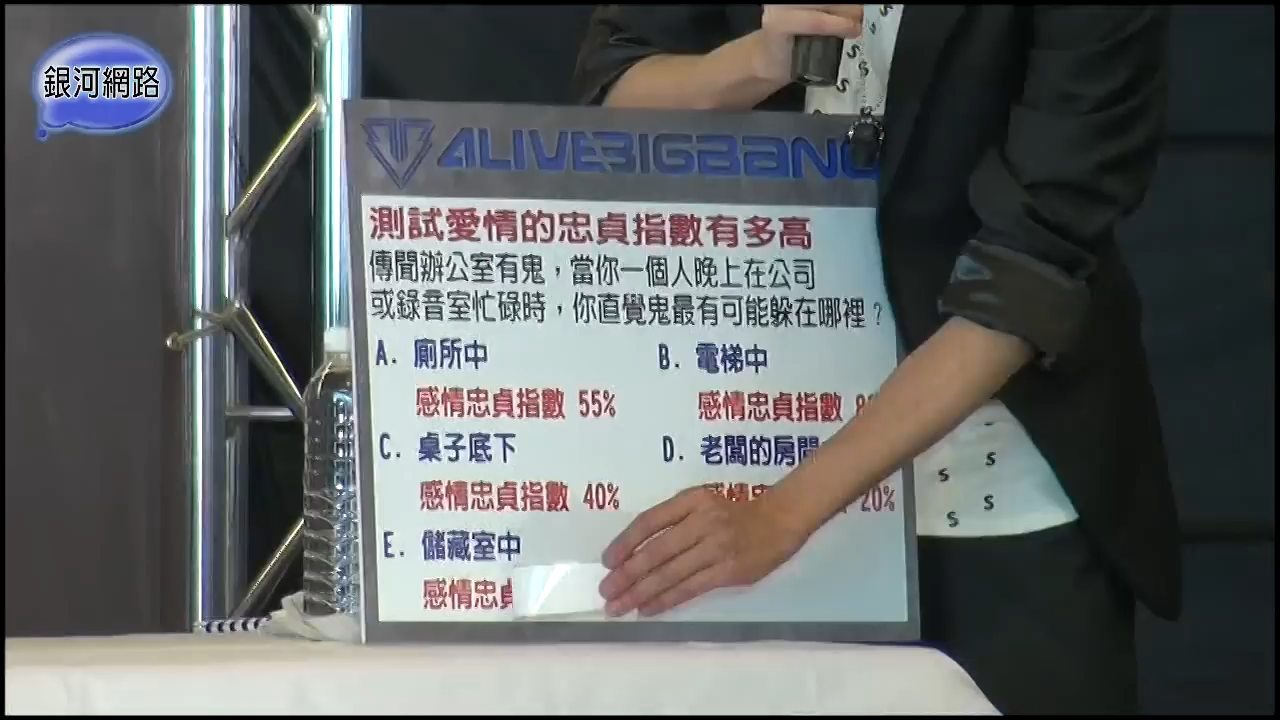 銀河網路
ALIVEBIGBANG
測試愛情的忠貞指數有多高
傳聞辦公室有鬼，當你一個人晚上在公司
或錄音室忙碌時，你直覺鬼最有可能躲在哪裡？
A. 廁所中 B. 電梯中
感情忠貞指數 55% 感情忠貞指數
C. 桌子底下 D. 老闆的房間
感情忠貞指數 40% 感情忠 20%
E. 儲藏室中
感情忠貞